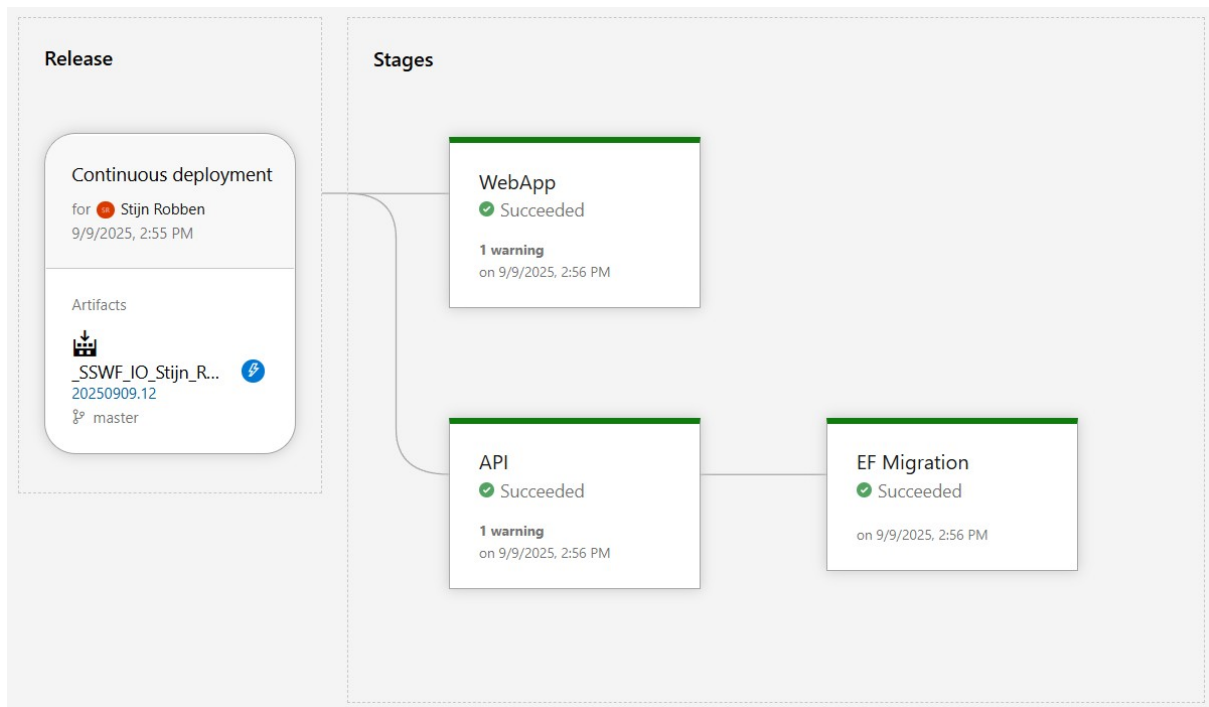 Release
Continuous deployment
for SR Stijn Robben
9/9/2025, 2:55 PM
Artifacts
_SSWF_IO_Stijn_R...
20250909.12
master
Stages
WebApp
Succeeded
1 warning
on 9/9/2025, 2:56 PM
API
Succeeded
1 warning
on 9/9/2025, 2:56 PM
EF Migration
Succeeded
on 9/9/2025, 2:56 PM